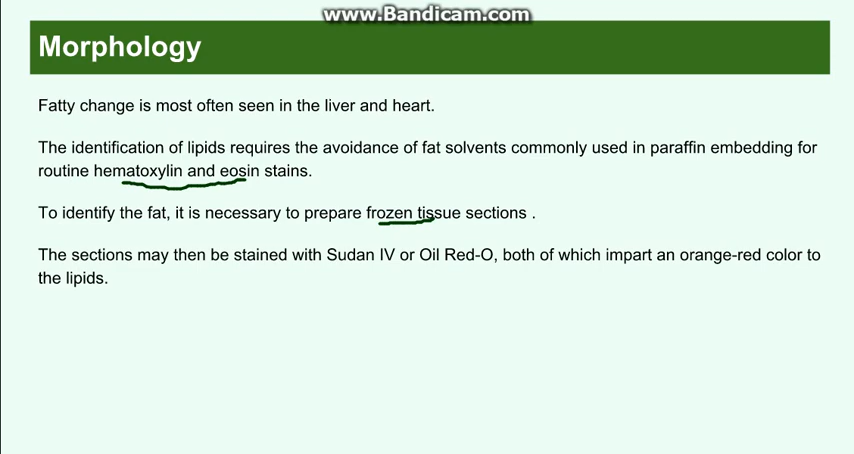 www.Bandicam.com
Morphology
Fatty change is most often seen in the liver and heart.
The identification of lipids requires the avoidance of fat solvents commonly used in paraffin embedding for
routine hematoxylin and eosin stains.
To identify the fat, it is necessary to prepare frozen tissue sections .
The sections may then be stained with Sudan IV or Oil Red-O, both of which impart an orange-red color to
the lipids.